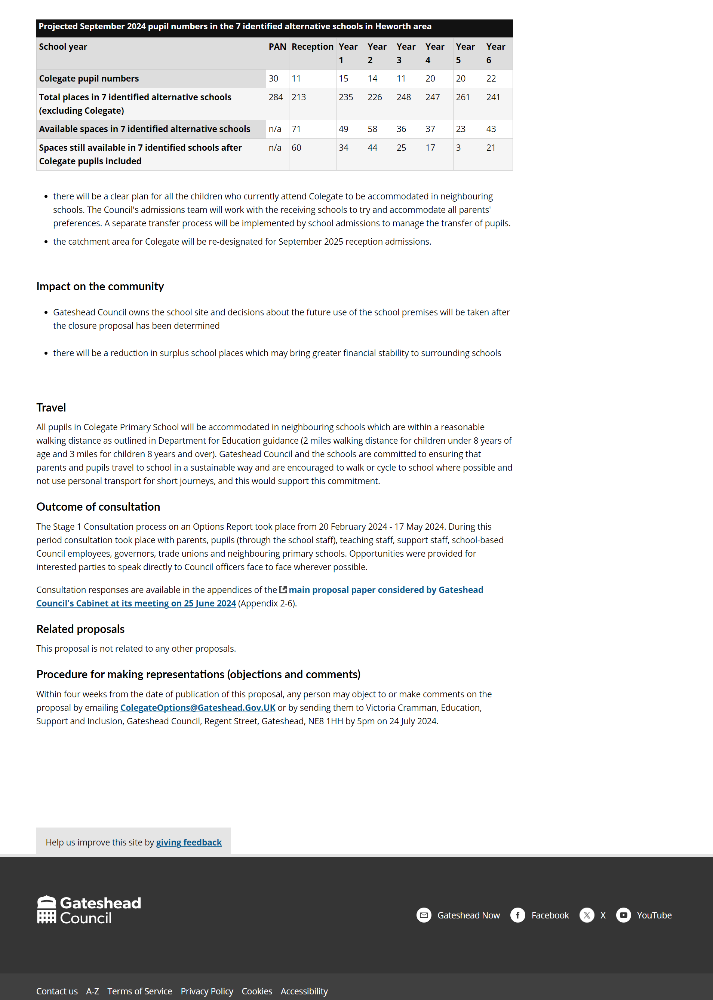 Projected September 2024 pupil numbers in the 7 identified alternative schools in Heworth area
School year PAN Reception Year 1 Year 2 Year 3 Year 4 Year 5 Year 6
Colegate pupil numbers 30 11 15 14 11 20 20 22
Total places in 7 identified alternative schools (excluding Colegate) 284 213 235 226 248 247 261 241
Available spaces in 7 identified alternative schools n/a 71 49 58 36 37 23 43
Spaces still available in 7 identified schools after Colegate pupils included n/a 60 34 44 25 17 3 21
there will be a clear plan for all the children who currently attend Colegate to be accommodated in neighbouring
schools. The Council's admissions team will work with the receiving schools to try and accommodate all parents'
preferences. A separate transfer process will be implemented by school admissions to manage the transfer of pupils.
the catchment area for Colegate will be re-designated for September 2025 reception admissions.
Impact on the community
Gateshead Council owns the school site and decisions about the future use of the school premises will be taken after
the closure proposal has been determined
there will be a reduction in surplus school places which may bring greater financial stability to surrounding schools
Travel
All pupils in Colegate Primary School will be accommodated in neighbouring schools which are within a reasonable
walking distance as outlined in Department for Education guidance (2 miles walking distance for children under 8 years of
age and 3 miles for children 8 years and over). Gateshead Council and the schools are committed to ensuring that
parents and pupils travel to school in a sustainable way and are encouraged to walk or cycle to school where possible and
not use personal transport for short journeys, and this would support this commitment.
Outcome of consultation
The Stage 1 Consultation process on an Options Report took place from 20 February 2024 - 17 May 2024. During this
period consultation took place with parents, pupils (through the school staff), teaching staff, support staff, school-based
Council employees, governors, trade unions and neighbouring primary schools. Opportunities were provided for
interested parties to speak directly to Council officers face to face wherever possible.
Consultation responses are available in the appendices of the main proposal paper considered by Gateshead
Council's Cabinet at its meeting on 25 June 2024 (Appendix 2-6).
Related proposals
This proposal is not related to any other proposals.
Procedure for making representations (objections and comments)
Within four weeks from the date of publication of this proposal, any person may object to or make comments on the
proposal by emailing ColegateOptions@Gateshead.Gov.UK or by sending them to Victoria Cramman, Education,
Support and Inclusion, Gateshead Council, Regent Street, Gateshead, NE8 1HH by 5pm on 24 July 2024.
Help us improve this site by giving feedback
Gateshead
Council
Gateshead Now Facebook X YouTube
Contact us A-Z Terms of Service Privacy Policy Cookies Accessibility